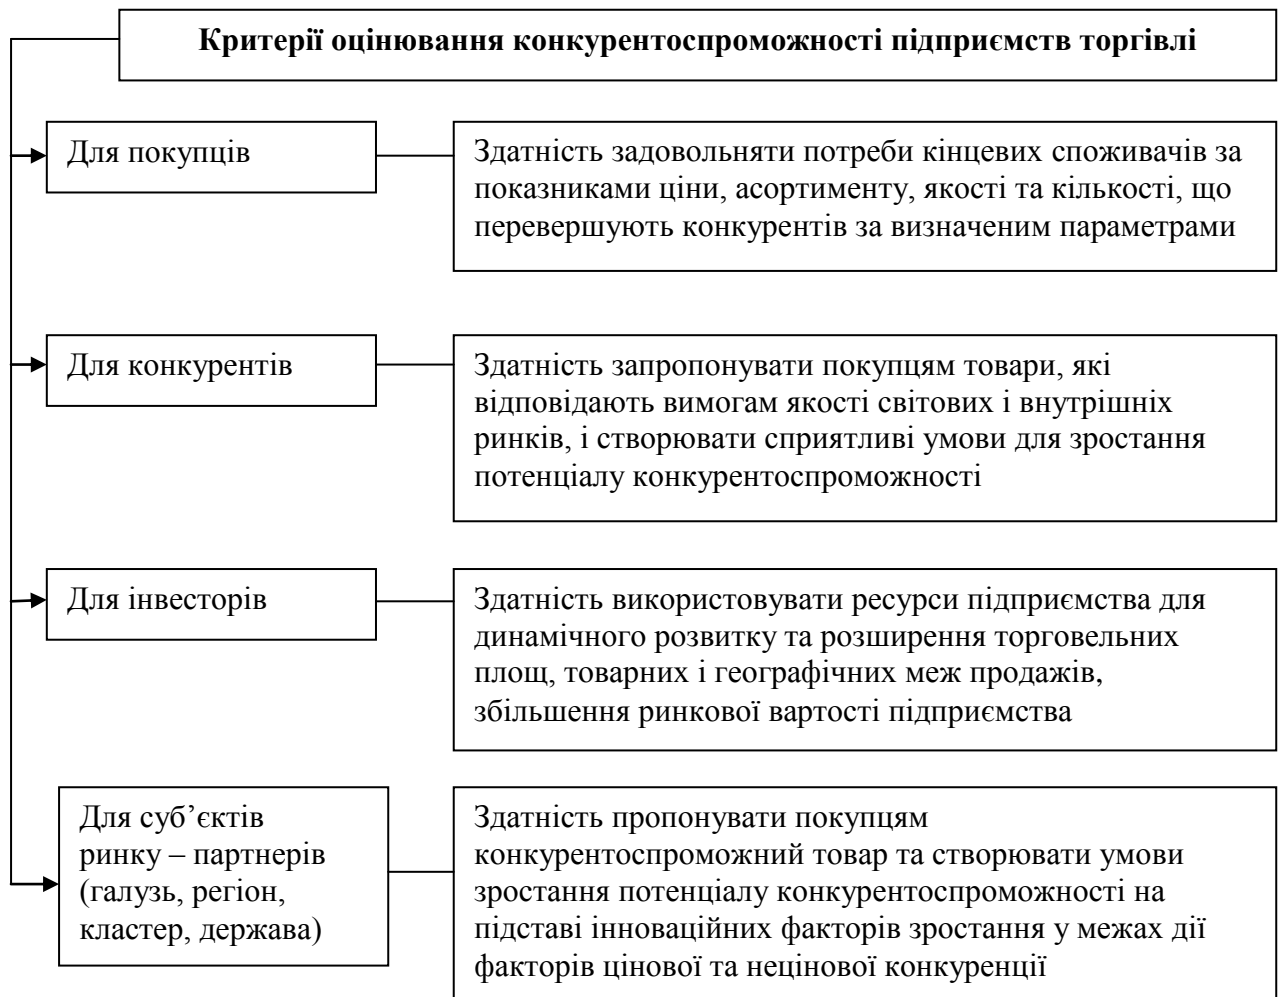 Критерії оцінювання конкурентоспроможності підприємств торгівлі
Для покупців
Здатність задовольняти потреби кінцевих споживачів за
показниками ціни, асортименту, якості та кількості, що
перевершують конкурентів за визначеним параметрами
Для конкурентів
Здатність запропонувати покупцям товари, які
відповідають вимогам якості світових і внутрішніх
ринків, і створювати сприятливі умови для зростання
потенціалу конкурентоспроможності
Для інвесторів
Здатність використовувати ресурси підприємства для
динамічного розвитку та розширення торговельних
площ, товарних і географічних меж продажів,
збільшення ринкової вартості підприємства
Для суб’єктів
ринку – партнерів
(галузь, регіон,
кластер, держава)
Здатність пропонувати покупцям
конкурентоспроможний товар та створювати умови
зростання потенціалу конкурентоспроможності на
підставі інноваційних факторів зростання у межах дії
факторів цінової та нецінової конкуренції